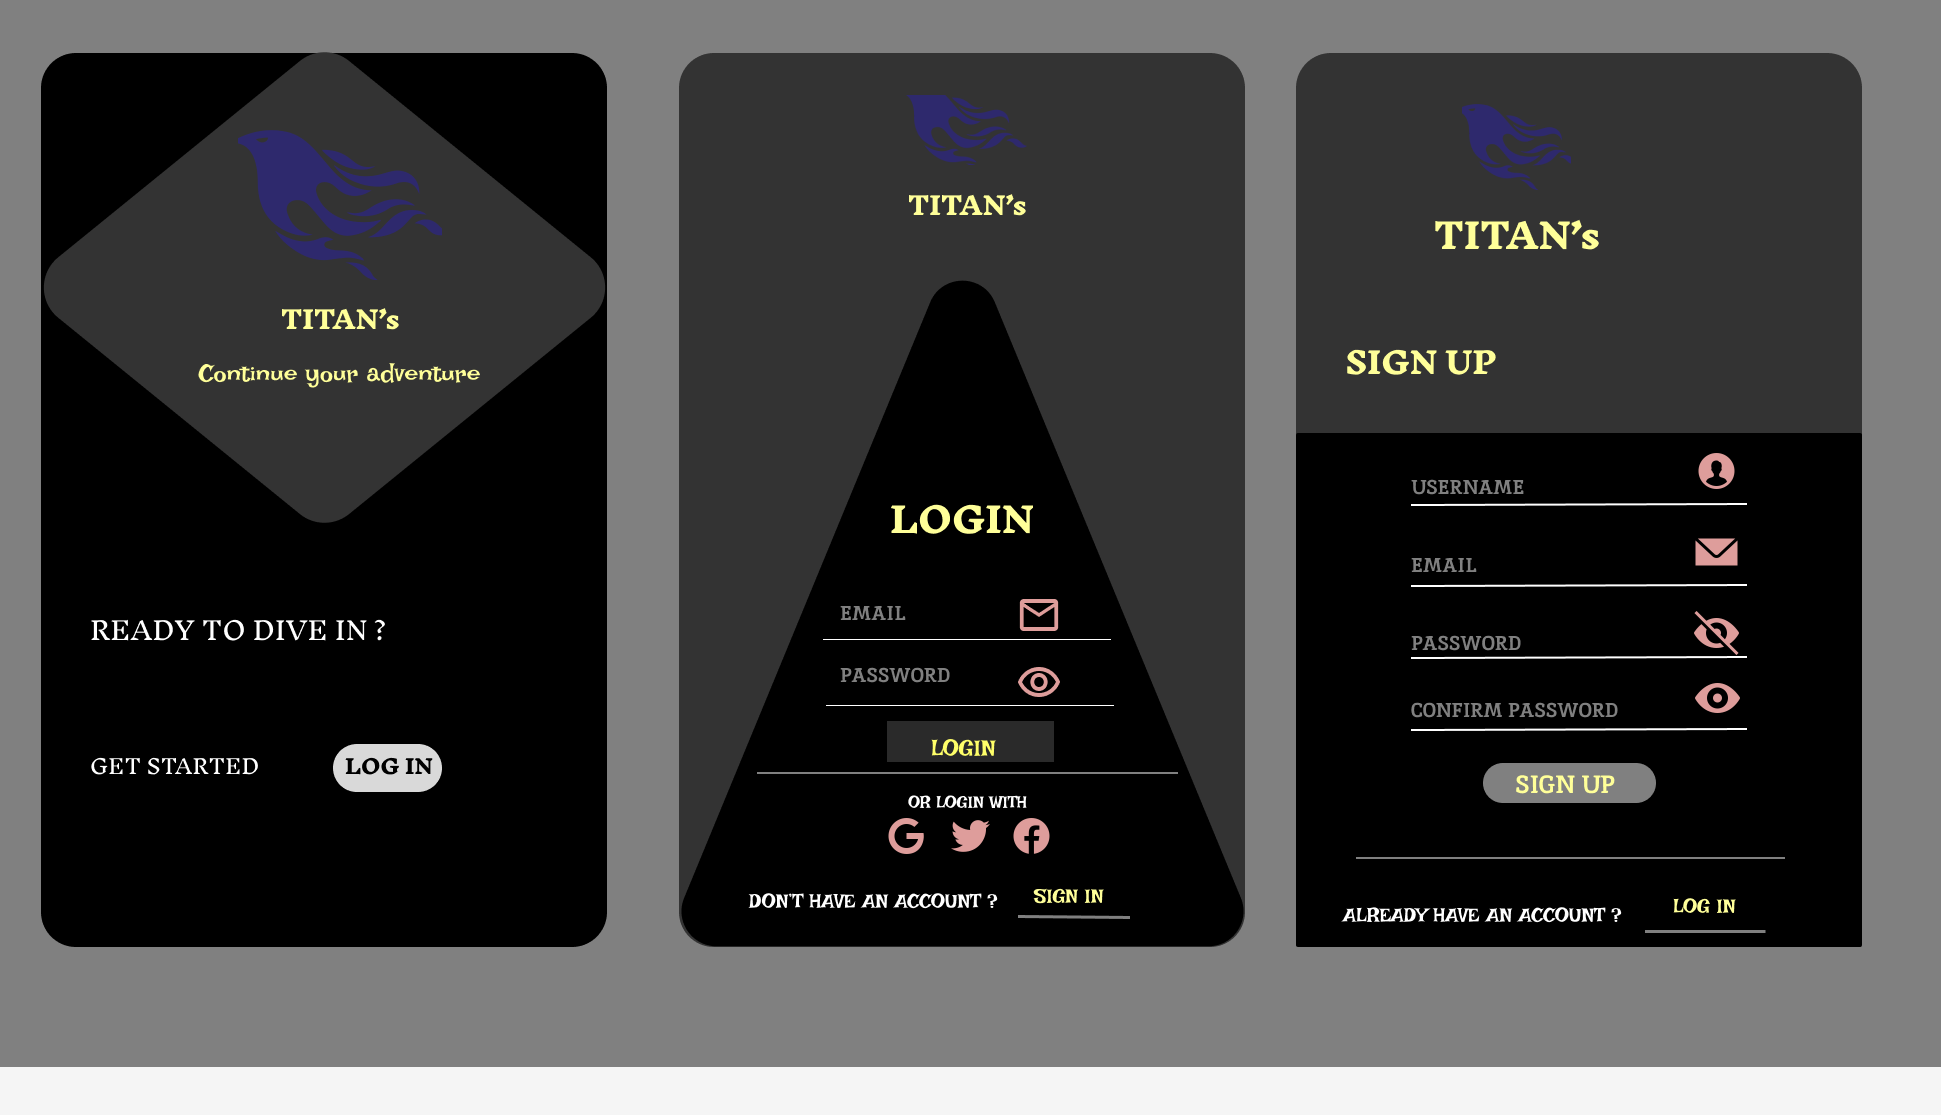 TITAN's
Continue your adventure
READY TO DIVE IN ?
GET STARTED
LOG IN
TITAN's
LOGIN
EMAIL
PASSWORD
LOGIN
OR LOGIN WITH
DON'T HAVE AN ACCOUNT ?
SIGN IN
TITAN's
SIGN UP
USERNAME
EMAIL
PASSWORD
CONFIRM PASSWORD
SIGN UP
ALREADY HAVE AN ACCOUNT ?
LOG IN